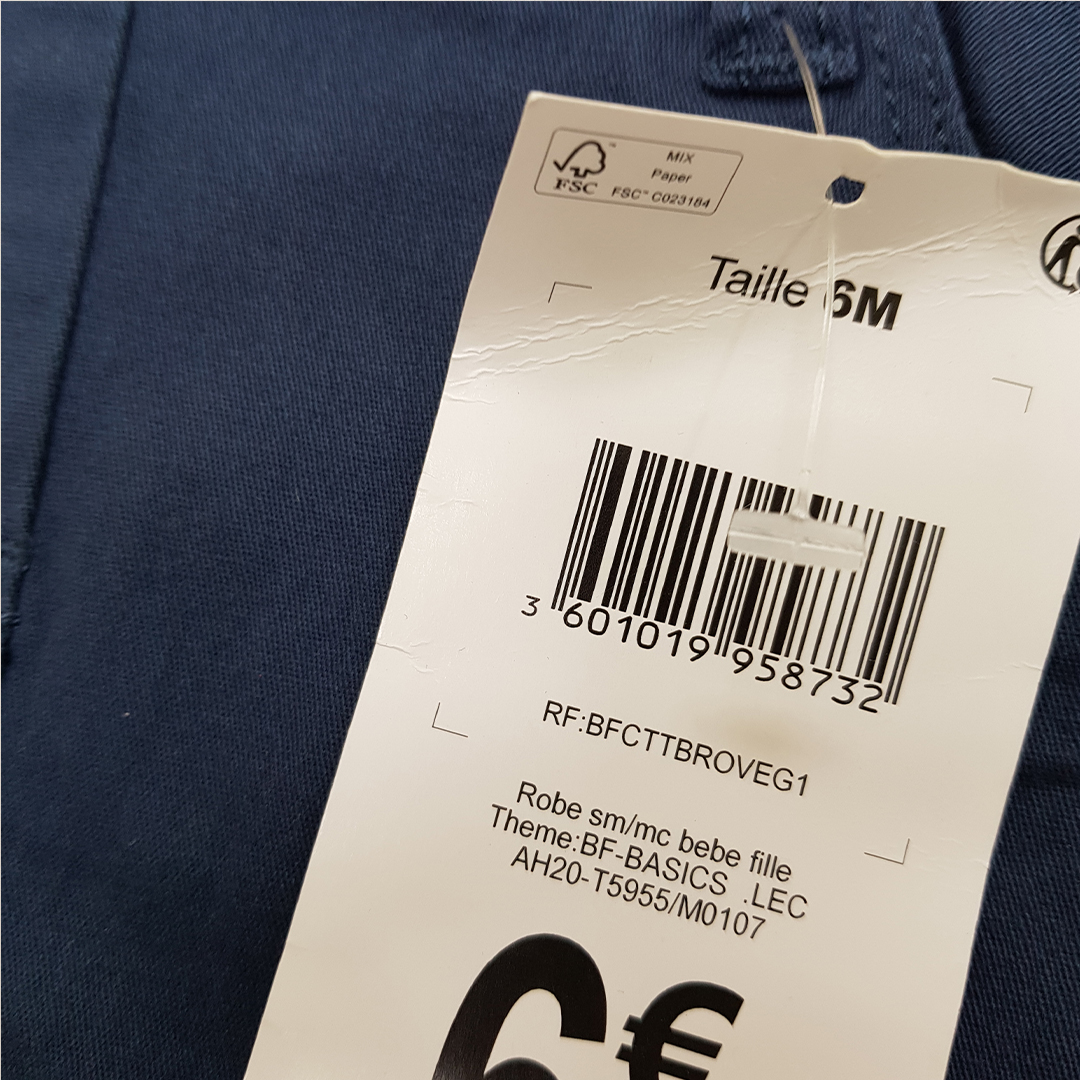 FSC™
MIX
Paper
FSC™ C023184
Taille 6M
3 601019 958732
RF:BFCTTBROVEG1
Robe sm/mc bebe fille
Theme:BF-BASICS .LEC
AH20-T5955/M0107
6€